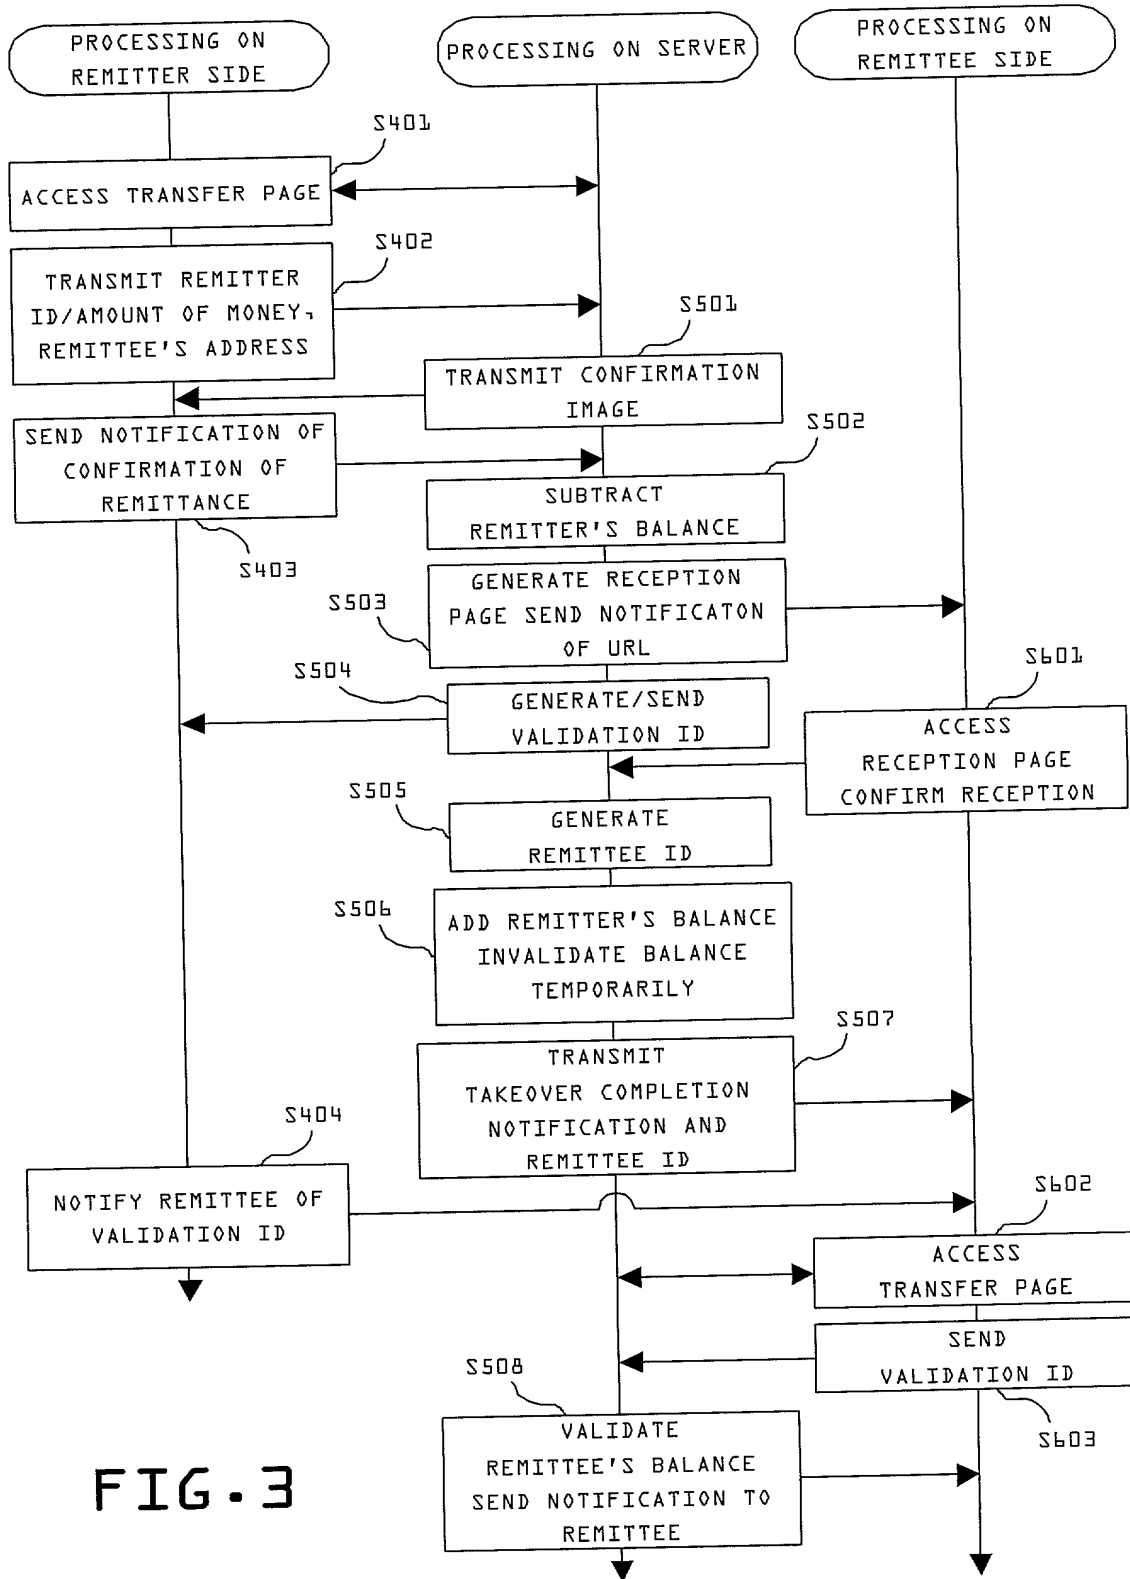 PROCESSING ON
REMITTER SIDE
PROCESSING ON SERVER
PROCESSING ON
REMITTEE SIDE
S401
ACCESS TRANSFER PAGE
S402
TRANSMIT REMITTER
ID/AMOUNT OF MONEY,
REMITTEE'S ADDRESS
S501
TRANSMIT CONFIRMATION
IMAGE
SEND NOTIFICATION OF
CONFIRMATION OF
REMITTANCE
S403
S502
SUBTRACT
REMITTER'S BALANCE
S503
GENERATE RECEPTION
PAGE SEND NOTIFICATON
OF URL
S504
GENERATE/SEND
VALIDATION ID
S601
ACCESS
RECEPTION PAGE
CONFIRM RECEPTION
S505
GENERATE
REMITTEE ID
S506
ADD REMITTER'S BALANCE
INVALIDATE BALANCE
TEMPORARILY
S507
TRANSMIT
TAKEOVER COMPLETION
NOTIFICATION AND
REMITTEE ID
S404
NOTIFY REMITTEE OF
VALIDATION ID
S602
ACCESS
TRANSFER PAGE
SEND
VALIDATION ID
S603
S508
VALIDATE
REMITTEE'S BALANCE
SEND NOTIFICATION TO
REMITTEE
FIG.3